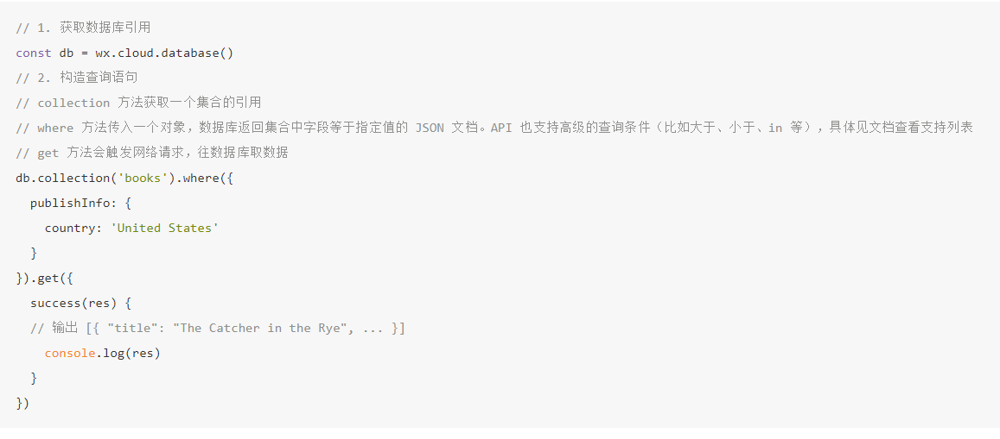 // 1. 获取数据库引用
const db = wx.cloud.database()
// 2. 构造查询语句
// collection 方法获取一个集合的引用
// where 方法传入一个对象，数据库返回集合中字段等于指定值的 JSON 文档。API 也支持高级的查询条件（比如大于、小于、in 等），具体见文档查看支持列表
// get 方法会触发网络请求，往数据库取数据
db.collection('books').where({
  publishInfo: {
    country: 'United States'
  }
}).get({
  success(res) {
  // 输出 [{ "title": "The Catcher in the Rye", ... }]
    console.log(res)
  }
})